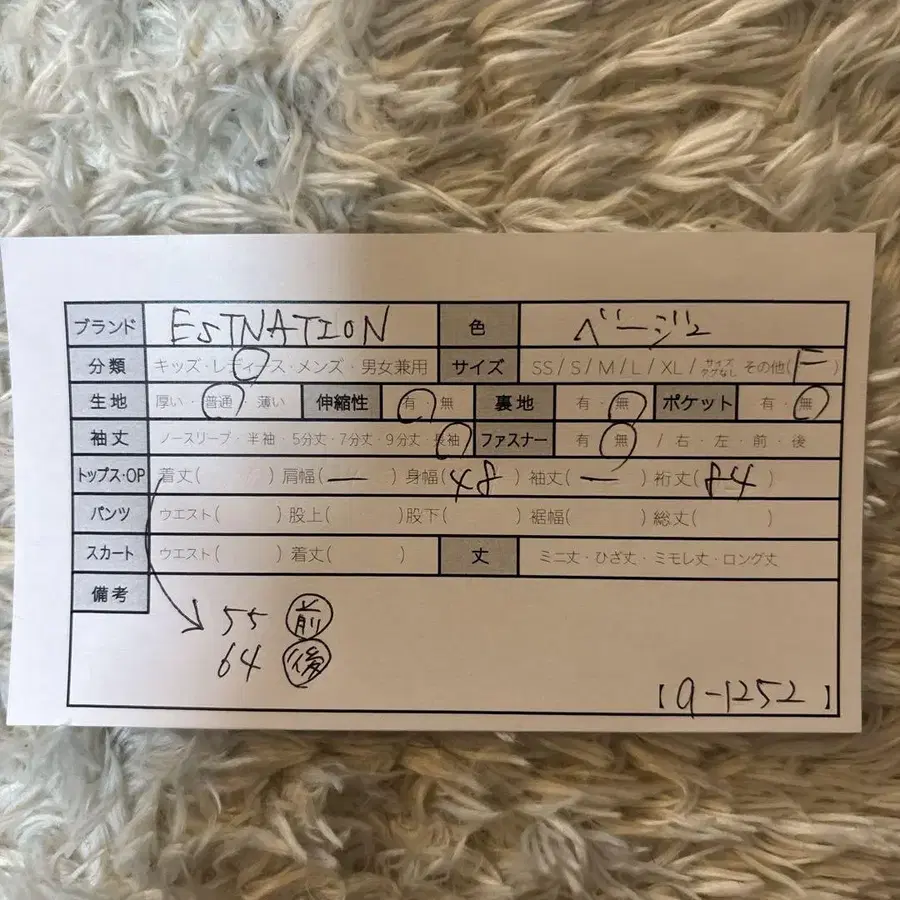 ブランド ESTNATION 色 ベージュ
分類 キッズ・レディース・メンズ・男女兼用 サイズ SS / S / M / L / XL / サイズタグなし その他( F )
生地 厚い・普通・薄い 伸縮性 有・無 裏地 有・無 ポケット 有・無
袖丈 ノースリーブ・半袖・5分丈・7分丈・9分丈・長袖 ファスナー 有・無 / 右・左・前・後
トップス・OP 着丈( ) 肩幅( ー ) 身幅( 48 ) 袖丈( ー ) 裄丈( 84 )
パンツ ウエスト( ) 股上( ) 股下( ) 裾幅( ) 総丈( )
スカート ウエスト( ) 着丈( ) 丈 ミニ丈・ひざ丈・ミモレ丈・ロング丈
備考
55 前
64 後
【a-1252】